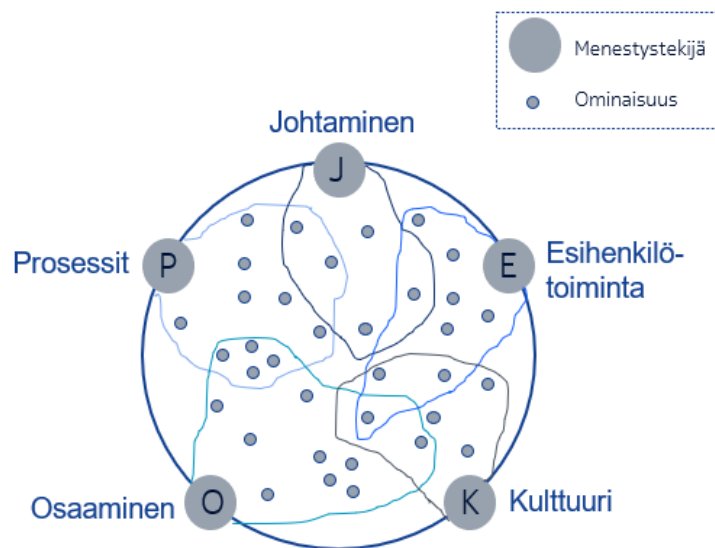 Menestystekijä
Ominaisuus
Johtaminen
J
Prosessit
P
E
Esihenkilö-
toiminta
Osaaminen
O
K
Kulttuuri